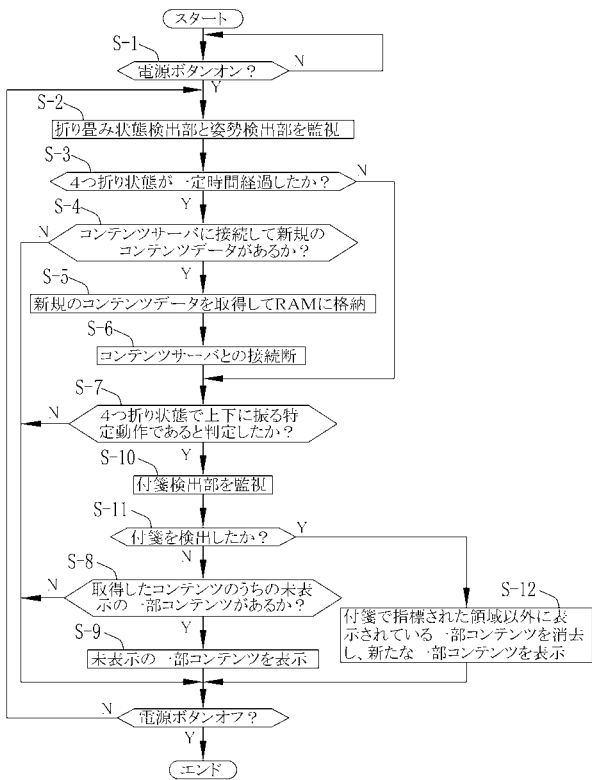 スタート
S-1
電源ボタンオン？
N
Y
S-2
折り畳み状態検出部と姿勢検出部を監視
S-3
4つ折り状態が一定時間経過したか？
N
Y
S-4
コンテンツサーバに接続して新規の
コンテンツデータがあるか？
N
Y
S-5
新規のコンテンツデータを取得してRAMに格納
S-6
コンテンツサーバとの接続断
S-7
4つ折り状態で上下に振る特
定動作であると判定したか？
N
Y
S-10
付箋検出部を監視
S-11
付箋を検出したか？
Y
N
S-8
取得したコンテンツのうちの未表
示の一部コンテンツがあるか？
N
Y
S-12
付箋で指標された領域以外に表
示されている一部コンテンツを消去
し、新たな一部コンテンツを表示
S-9
未表示の一部コンテンツを表示
電源ボタンオフ？
N
Y
エンド